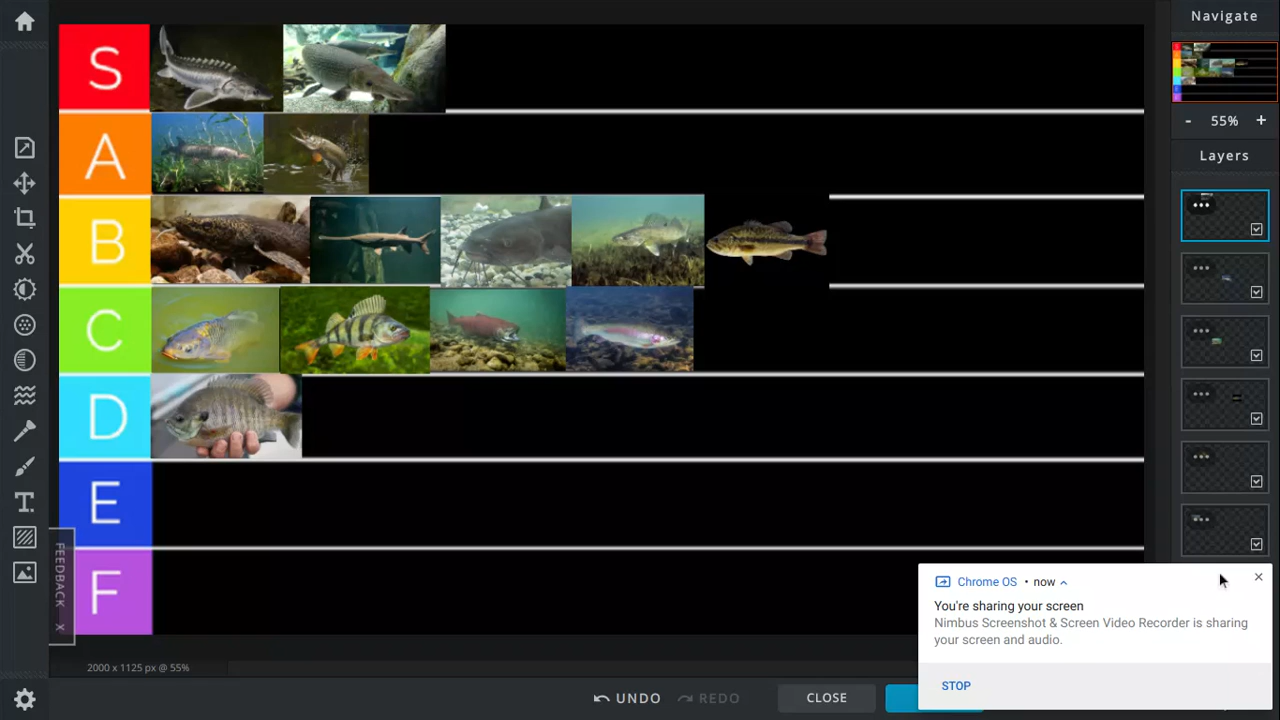 Navigate
S
- 55% +
A
Layers
B
C
D
E
F
FEEDBACK X
Chrome OS • now
You're sharing your screen
Nimbus Screenshot & Screen Video Recorder is sharing
your screen and audio.
STOP
2000 x 1125 px @ 55%
UNDO
REDO
CLOSE
T